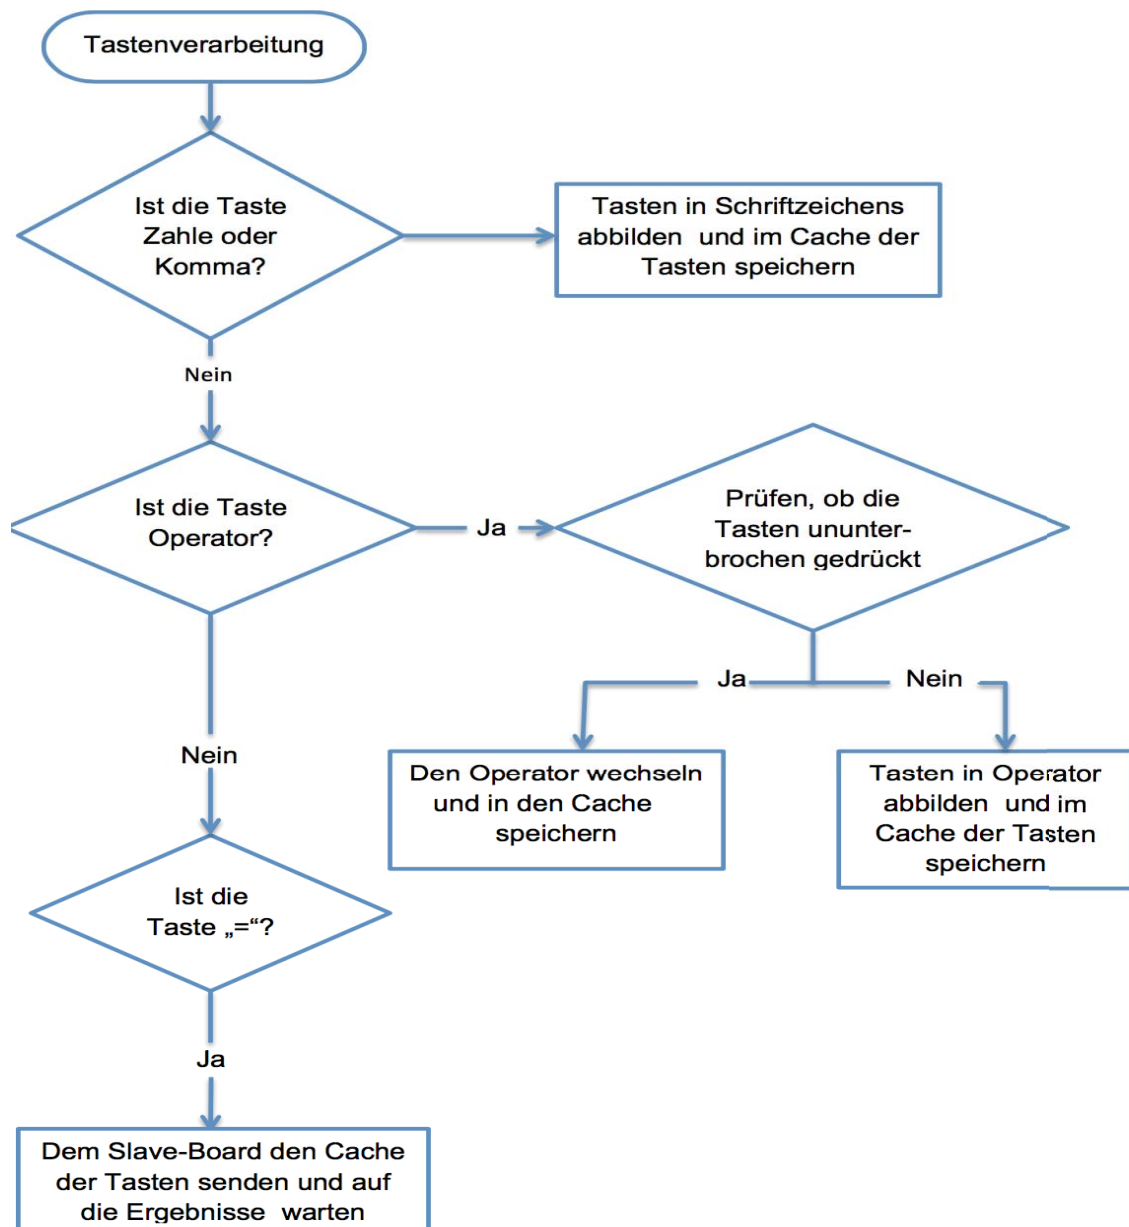 Tastenverarbeitung
Ist die Taste
Zahle oder
Komma?
Tasten in Schriftzeichens
abbilden und im Cache der
Tasten speichern
Nein
Ist die Taste
Operator?
Ja
Prüfen, ob die
Tasten ununter-
brochen gedrückt
Ja
Nein
Nein
Den Operator wechseln
und in den Cache
speichern
Tasten in Operator
abbilden und im
Cache der Tasten
speichern
Ist die
Taste „=“?
Ja
Dem Slave-Board den Cache
der Tasten senden und auf
die Ergebnisse warten